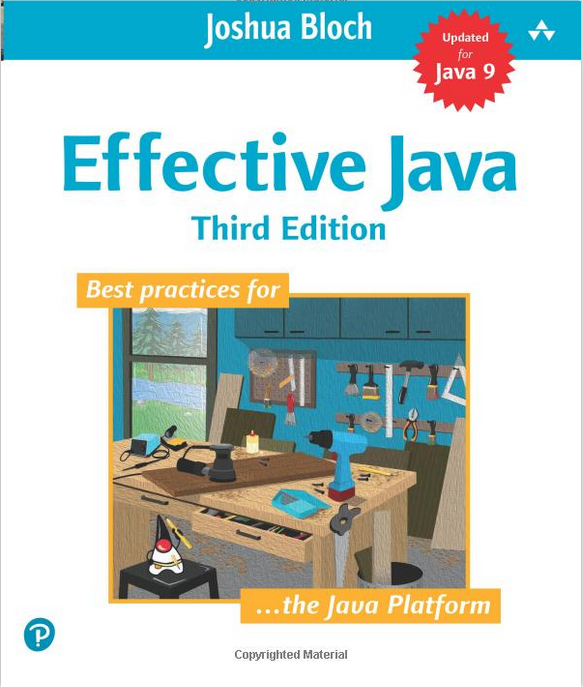 Joshua Bloch
Updated
for
Java 9
Effective Java
Third Edition
Best practices for
...the Java Platform
Copyrighted Material